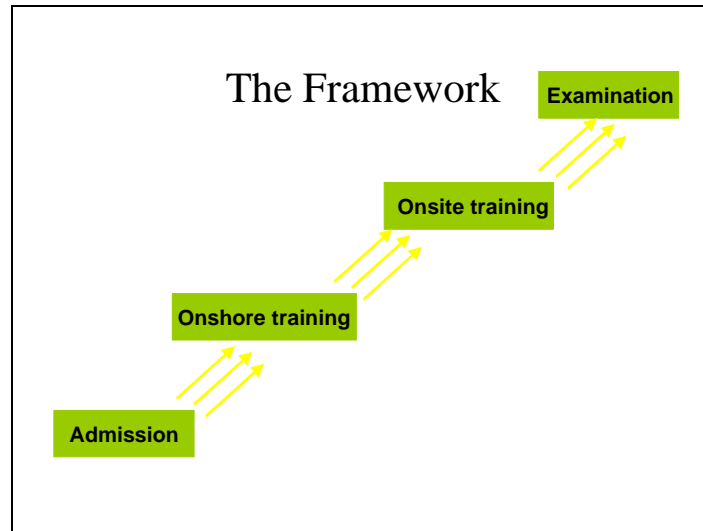 The Framework
Examination
Onsite training
Onshore training
Admission